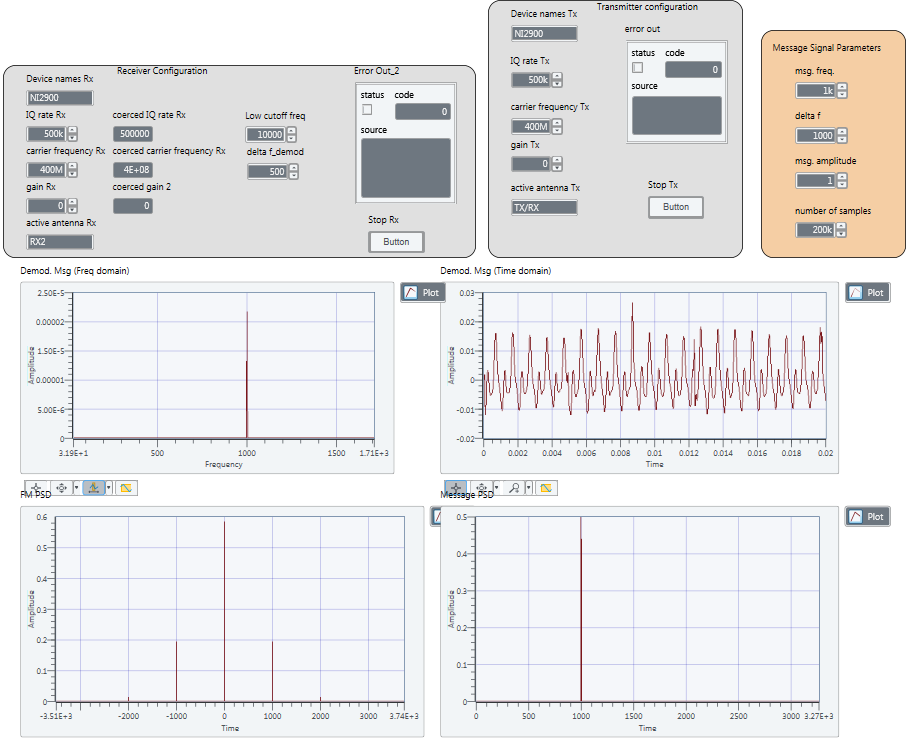 Receiver Configuration
Device names Rx
NI2900
IQ rate Rx
500k
coerced IQ rate Rx
500000
carrier frequency Rx
400M
coerced carrier frequency Rx
4E+08
gain Rx
0
coerced gain 2
0
active antenna Rx
RX2
Low cutoff freq
10000
delta f_demod
500
Error Out_2
status code
0
source
Stop Rx
Button
Transmitter configuration
Device names Tx
NI2900
IQ rate Tx
500k
carrier frequency Tx
400M
gain Tx
0
active antenna Tx
TX/RX
error out
status code
0
source
Stop Tx
Button
Message Signal Parameters
msg. freq.
1k
delta f
1000
msg. amplitude
1
number of samples
200k
Demod. Msg (Freq domain)
Plot
2.50E-5
0.00002
1.50E-5
0.00001
5.00E-6
0
Amplitude
3.19E+1 500 1000 1500 1.71E+3
Frequency
Demod. Msg (Time domain)
Plot
0.03
0.02
0.01
0
-0.01
-0.02
Amplitude
0 0.002 0.004 0.006 0.008 0.01 0.012 0.014 0.016 0.018 0.02
Time
FM PSD
0.6
0.5
0.4
0.3
0.2
0.1
0
Amplitude
-3.51E+3 -2000 -1000 0 1000 2000 3000 3.74E+3
Time
Message PSD
Plot
0.5
0.4
0.3
0.2
0.1
0
Amplitude
0 500 1000 1500 2000 2500 3000 3.27E+3
Time